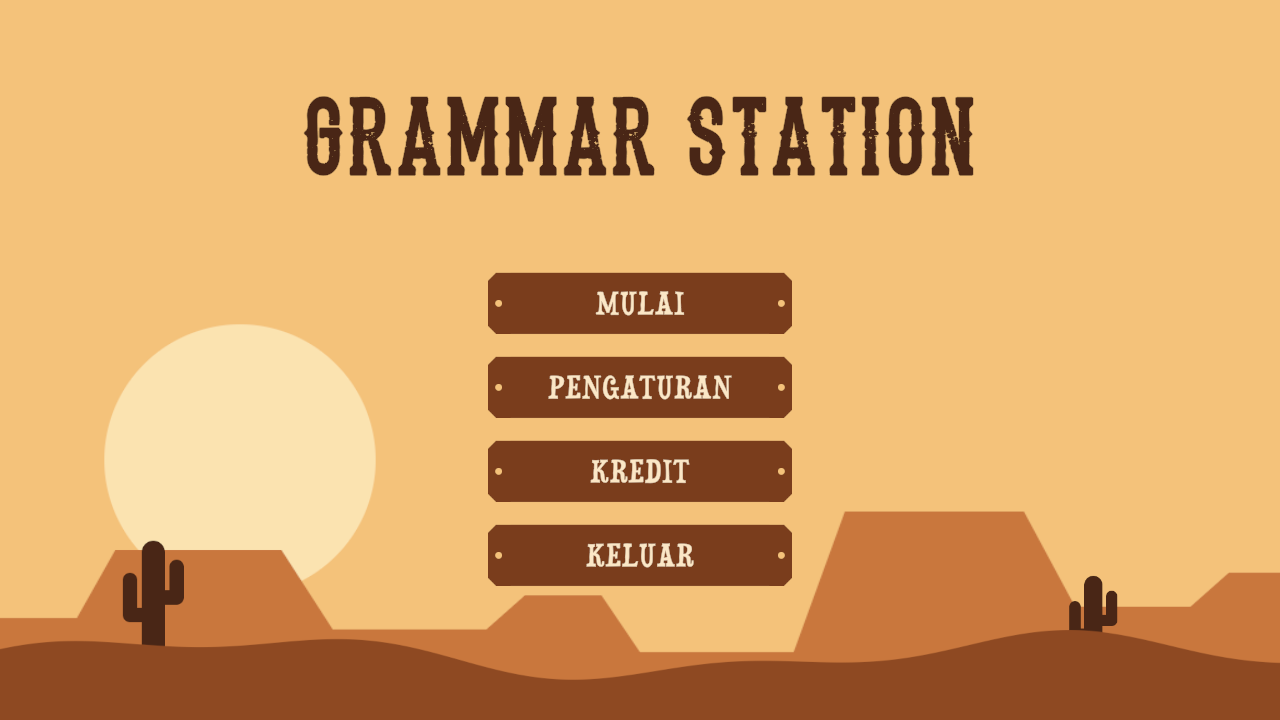 GRAMMAR STATION
MULAI
PENGATURAN
KREDIT
KELUAR